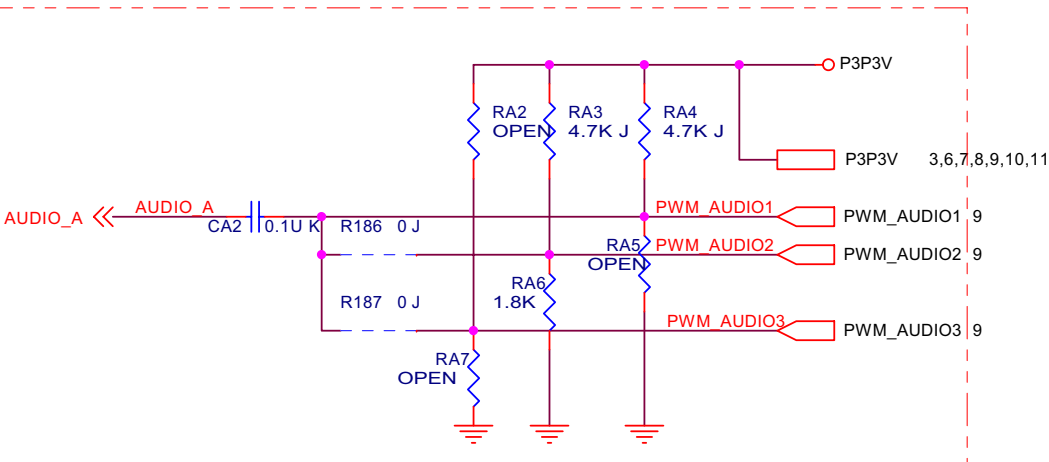 P3P3V
RA2
OPEN
RA3
4.7K J
RA4
4.7K J
P3P3V 3,6,7,8,9,10,11
AUDIO_A
AUDIO_A
CA2 0.1U K
R186 0 J
PWM_AUDIO1
PWM_AUDIO1 9
RA5
OPEN
PWM_AUDIO2
PWM_AUDIO2 9
RA6
1.8K
R187 0 J
PWM_AUDIO3
PWM_AUDIO3 9
RA7
OPEN